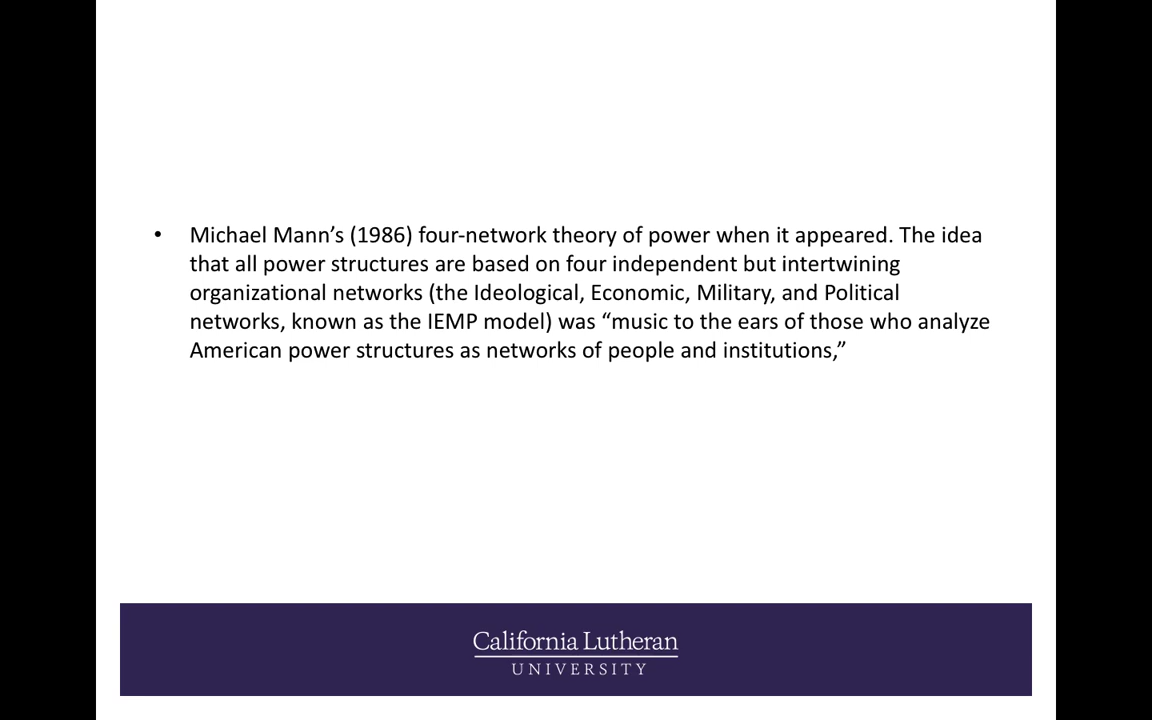 • Michael Mann’s (1986) four-network theory of power when it appeared. The idea
that all power structures are based on four independent but intertwining
organizational networks (the Ideological, Economic, Military, and Political
networks, known as the IEMP model) was “music to the ears of those who analyze
American power structures as networks of people and institutions,”
California Lutheran
UNIVERSITY